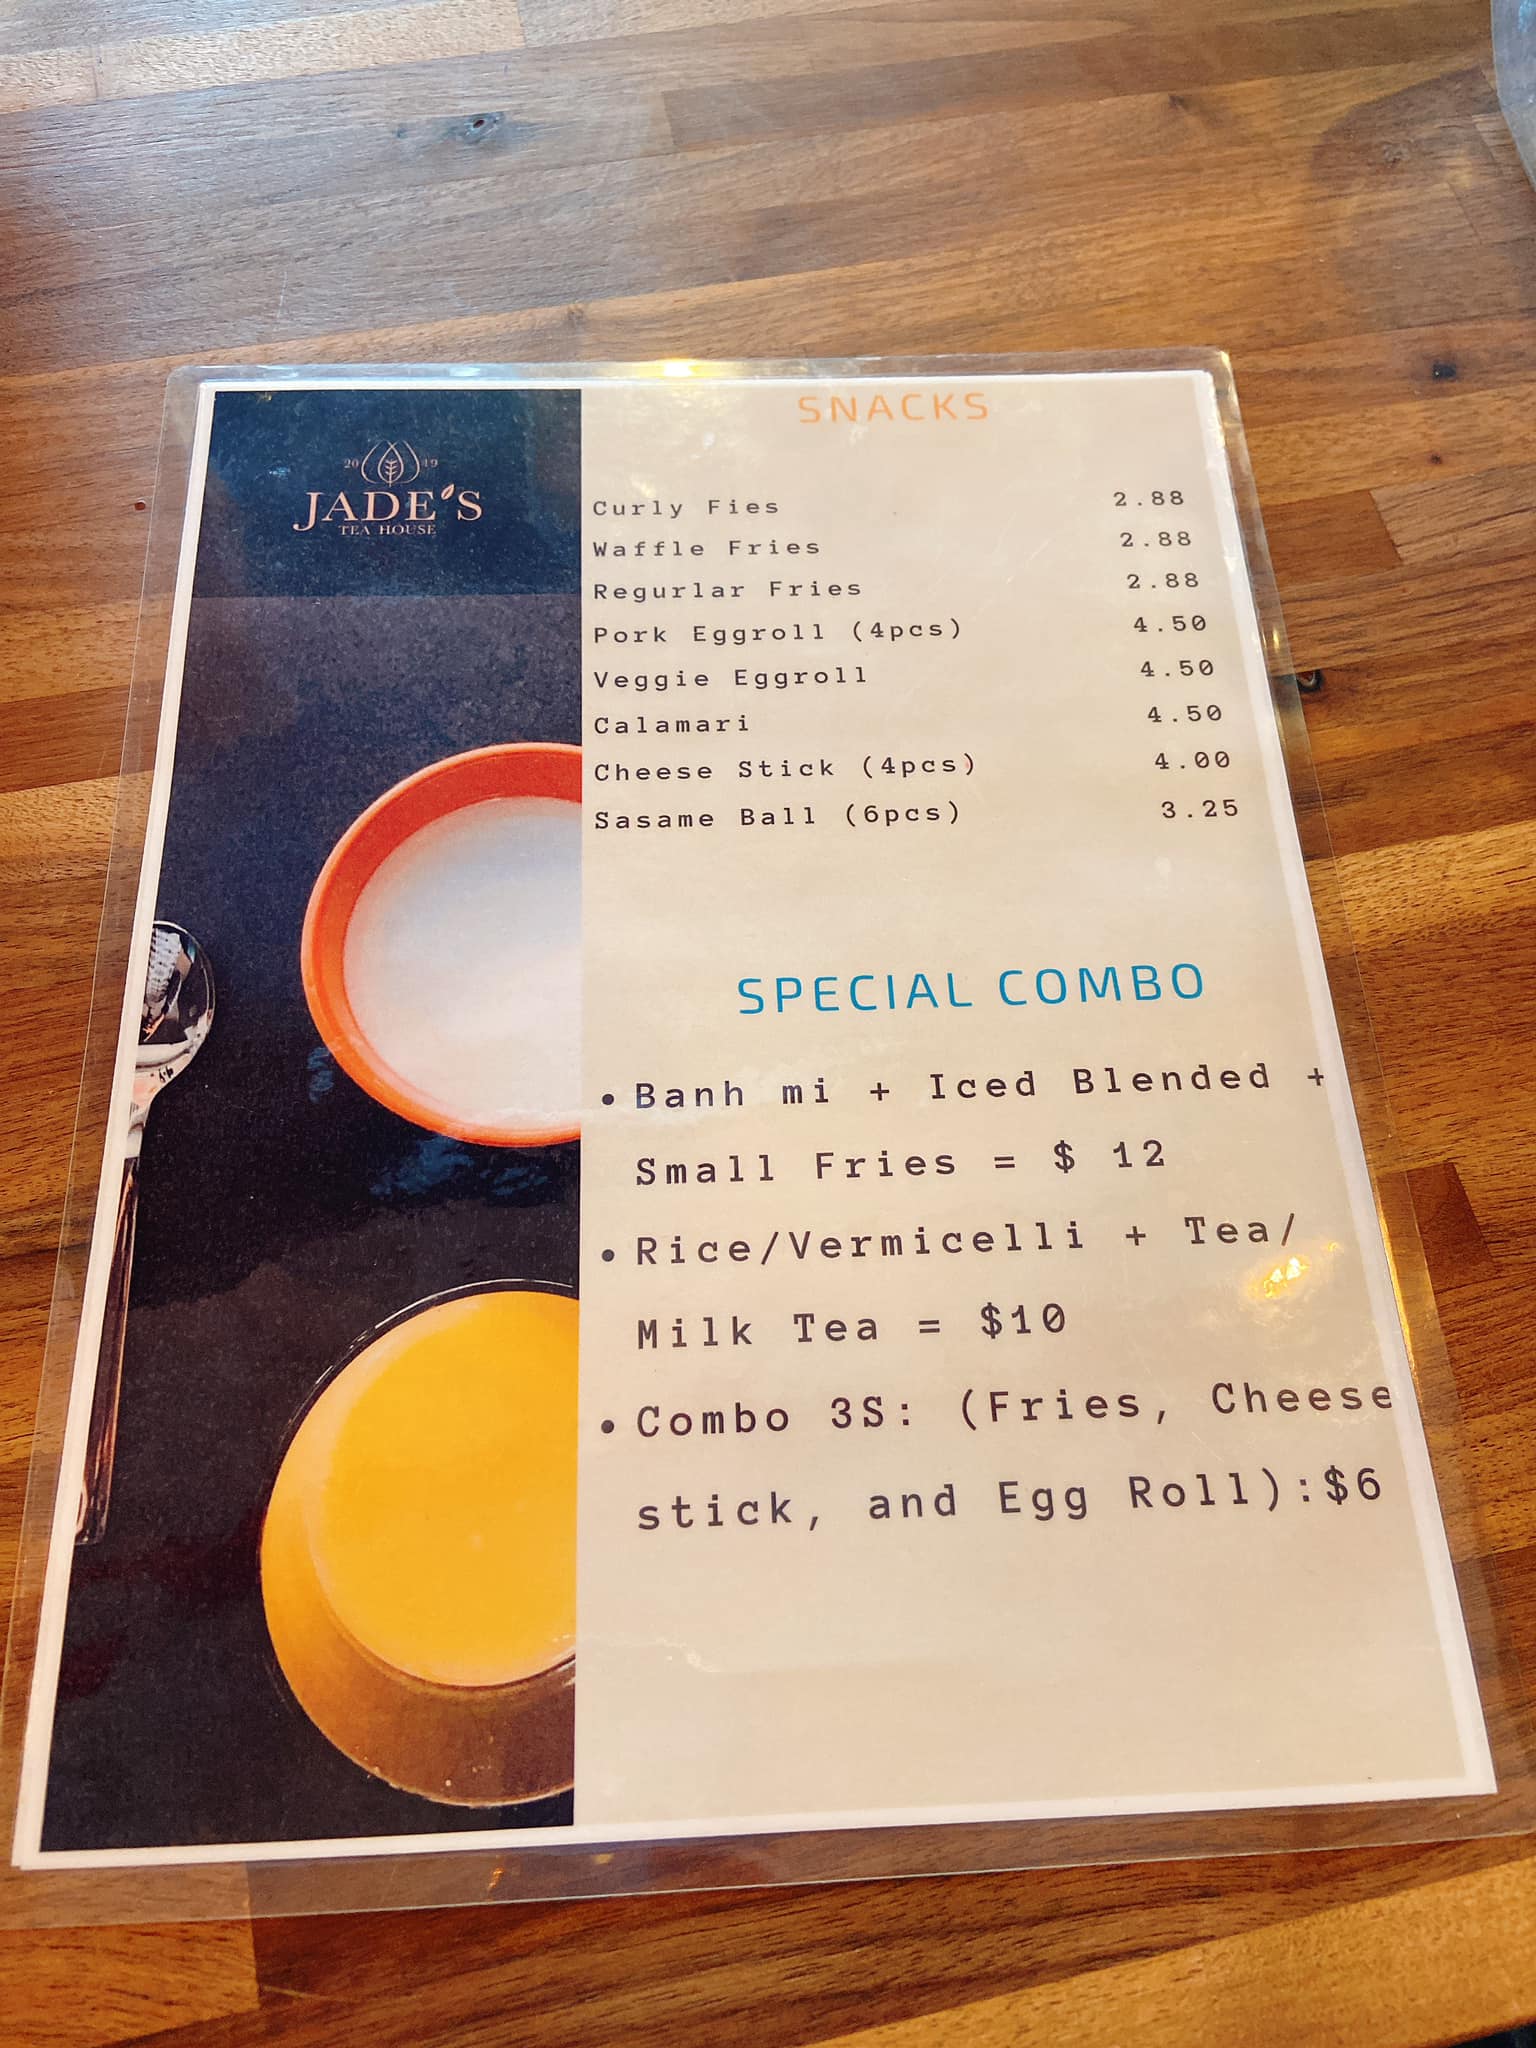 20 19
JADE'S
TEA HOUSE
SNACKS
Curly Fies 2.88
Waffle Fries 2.88
Regurlar Fries 2.88
Pork Eggroll (4pcs) 4.50
Veggie Eggroll 4.50
Calamari 4.50
Cheese Stick (4pcs) 4.00
Sasame Ball (6pcs) 3.25
SPECIAL COMBO
• Banh mi + Iced Blended +
Small Fries = $ 12
• Rice/Vermicelli + Tea/
Milk Tea = $10
• Combo 3S: (Fries, Cheese
stick, and Egg Roll):$6